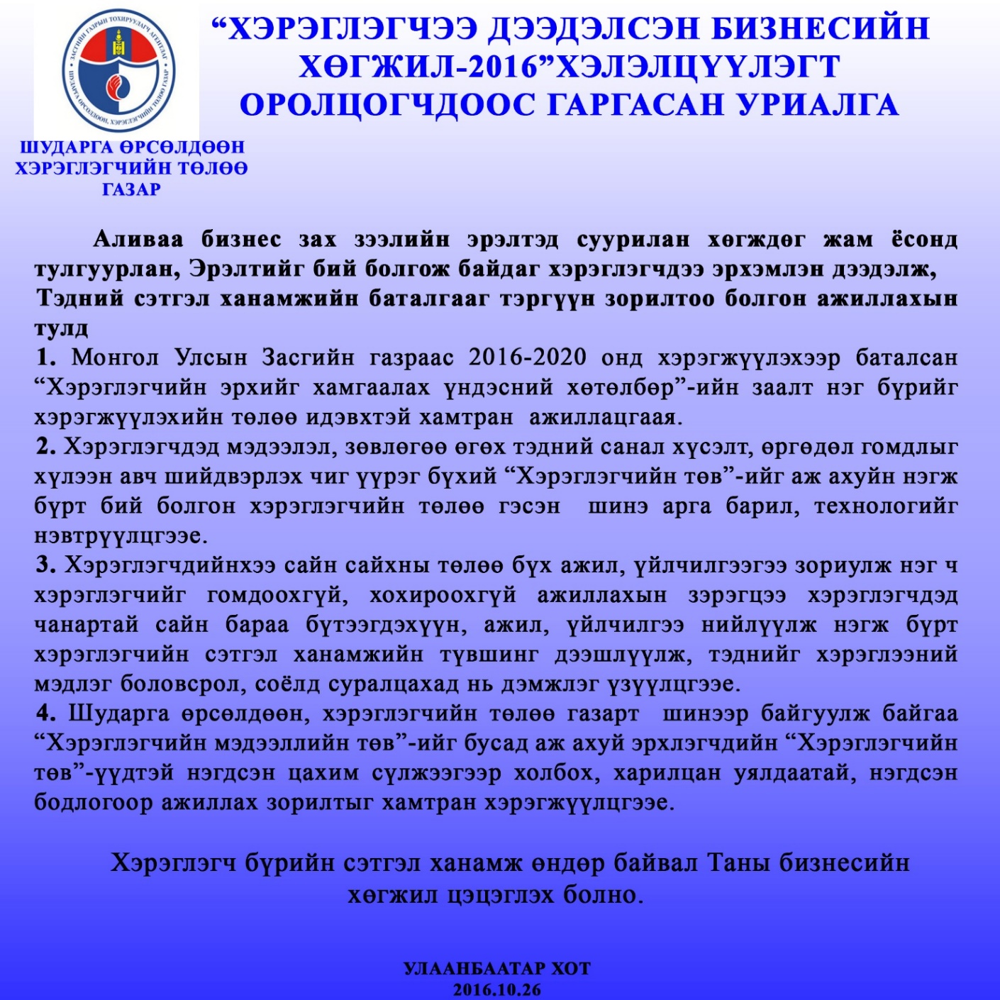 “ХЭРЭГЛЭГЧЭЭ ДЭЭДЭЛСЭН БИЗНЕСИЙН
ХӨГЖИЛ-2016”ХЭЛЭЛЦҮҮЛЭГТ
ОРОЛЦОГЧДООС ГАРГАСАН УРИАЛГА
ЗАСГИЙН ГАЗРЫН ТОХИРУУЛАГЧ АГЕНТЛАГ
ШУДАРГА ӨРСӨЛДӨӨН, ХЭРЭГЛЭГЧИЙН ТӨЛӨӨ ГАЗАР
ШУДАРГА ӨРСӨЛДӨӨН
ХЭРЭГЛЭГЧИЙН ТӨЛӨӨ
ГАЗАР
Аливаа бизнес зах зээлийн эрэлтэд суурилан хөгждөг жам ёсонд
тулгуурлан, Эрэлтийг бий болгож байдаг хэрэглэгчдээ эрхэмлэн дээдэлж,
Тэдний сэтгэл ханамжийн баталгааг тэргүүн зорилтоо болгон ажиллахын
тулд
1. Монгол Улсын Засгийн газраас 2016-2020 онд хэрэгжүүлэхээр баталсан
“Хэрэглэгчийн эрхийг хамгаалах үндэсний хөтөлбөр”-ийн заалт нэг бүрийг
хэрэгжүүлэхийн төлөө идэвхтэй хамтран ажиллацгаая.
2. Хэрэглэгчдэд мэдээлэл, зөвлөгөө өгөх тэдний санал хүсэлт, өргөдөл гомдлыг
хүлээн авч шийдвэрлэх чиг үүрэг бүхий “Хэрэглэгчийн төв”-ийг аж ахуйн нэгж
бүрт бий болгон хэрэглэгчийн төлөө гэсэн шинэ арга барил, технологийг
нэвтрүүлцгээе.
3. Хэрэглэгчдийнхээ сайн сайхны төлөө бүх ажил, үйлчилгээгээ зориулж нэг ч
хэрэглэгчийг гомдоохгүй, хохироохгүй ажиллахын зэрэгцээ хэрэглэгчдэд
чанартай сайн бараа бүтээгдэхүүн, ажил, үйлчилгээ нийлүүлж нэгж бүрт
хэрэглэгчийн сэтгэл ханамжийн түвшинг дээшлүүлж, тэднийг хэрэглээний
мэдлэг боловсрол, соёлд суралцахад нь дэмжлэг үзүүлцгээе.
4. Шударга өрсөлдөөн, хэрэглэгчийн төлөө газарт шинээр байгуулж байгаа
“Хэрэглэгчийн мэдээллийн төв”-ийг бусад аж ахуй эрхлэгчдийн “Хэрэглэгчийн
төв”-үүдтэй нэгдсэн цахим сүлжээгээр холбох, харилцан уялдаатай, нэгдсэн
бодлогоор ажиллах зорилтыг хамтран хэрэгжүүлцгээе.
Хэрэглэгч бүрийн сэтгэл ханамж өндөр байвал Таны бизнесийн
хөгжил цэцэглэх болно.
УЛААНБААТАР ХОТ
2016.10.26